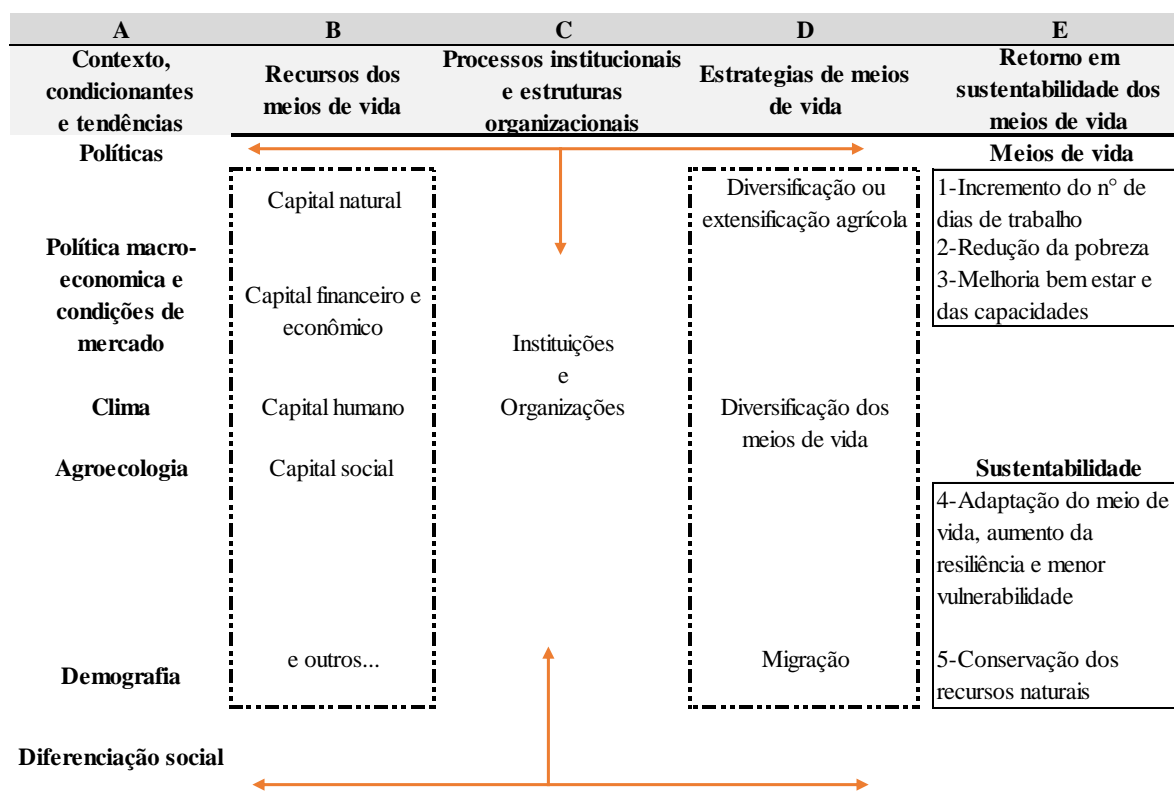 A
B
C
D
E
Contexto,
condicionantes
e tendências
Recursos dos
meios de vida
Processos institucionais
e estruturas
organizacionais
Estrategias de meios
de vida
Retorno em
sustentabilidade dos
meios de vida
Políticas
Política macro-
economica e
condições de
mercado
Clima
Agroecologia
Demografia
Diferenciação social
Capital natural
Capital financeiro e
econômico
Capital humano
Capital social
e outros...
Instituições
e
Organizações
Diversificação ou
extensificação agrícola
Diversificação dos
meios de vida
Migração
Meios de vida
1-Incremento do n° de
dias de trabalho
2-Redução da pobreza
3-Melhoria bem estar e
das capacidades
Sustentabilidade
4-Adaptação do meio de
vida, aumento da
resiliência e menor
vulnerabilidade
5-Conservação dos
recursos naturais